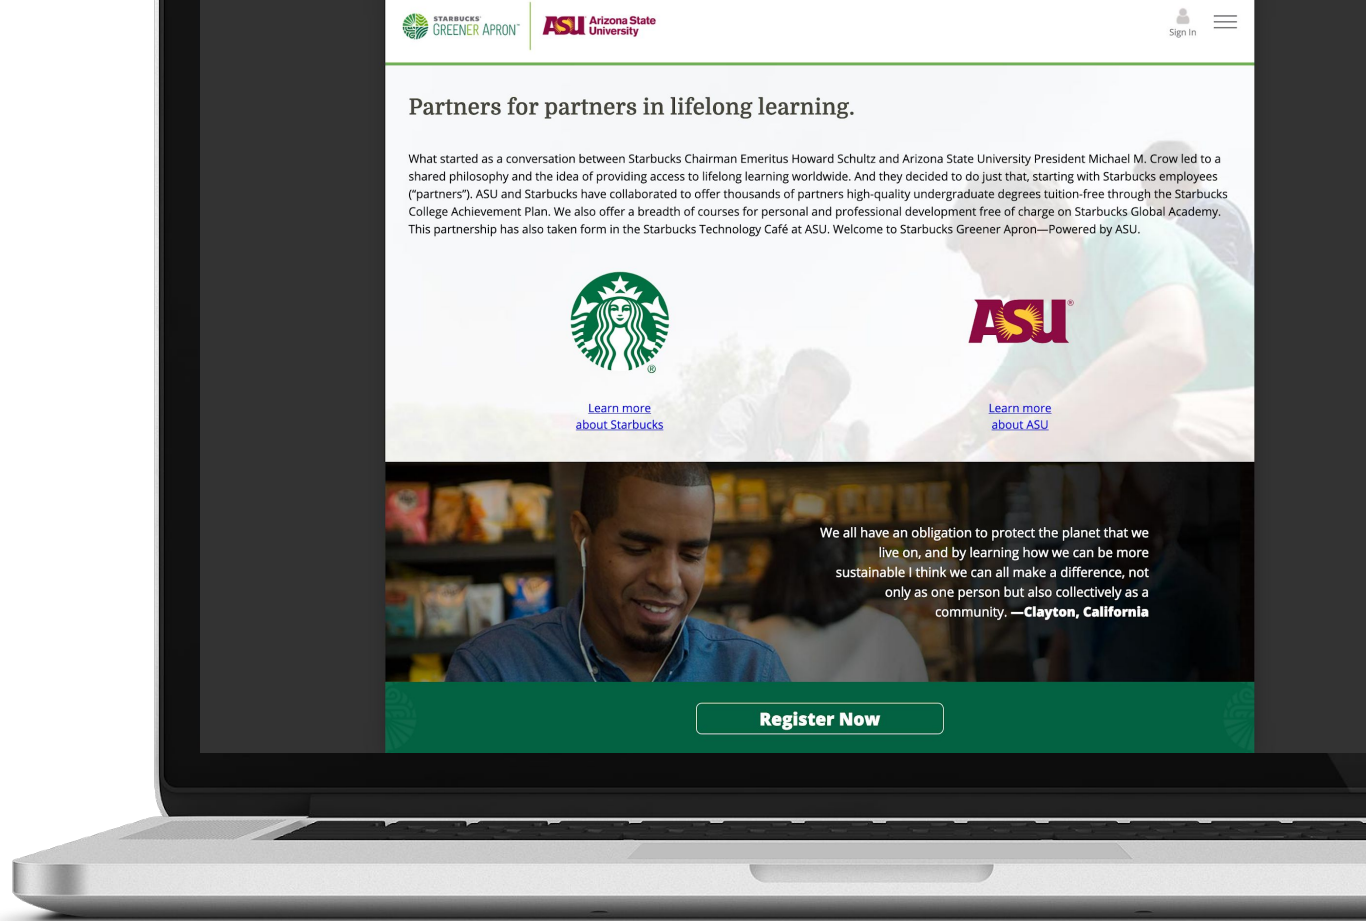 STARBUCKS®
GREENER APRON™
ASU Arizona State
University
Sign In
Partners for partners in lifelong learning.
What started as a conversation between Starbucks Chairman Emeritus Howard Schultz and Arizona State University President Michael M. Crow led to a
shared philosophy and the idea of providing access to lifelong learning worldwide. And they decided to do just that, starting with Starbucks employees
(“partners”). ASU and Starbucks have collaborated to offer thousands of partners high-quality undergraduate degrees tuition-free through the Starbucks
College Achievement Plan. We also offer a breadth of courses for personal and professional development free of charge on Starbucks Global Academy.
This partnership has also taken form in the Starbucks Technology Café at ASU. Welcome to Starbucks Greener Apron—Powered by ASU.
®
ASU®
Learn more
about Starbucks
Learn more
about ASU
We all have an obligation to protect the planet that we
live on, and by learning how we can be more
sustainable I think we can all make a difference, not
only as one person but also collectively as a
community. —Clayton, California
Register Now